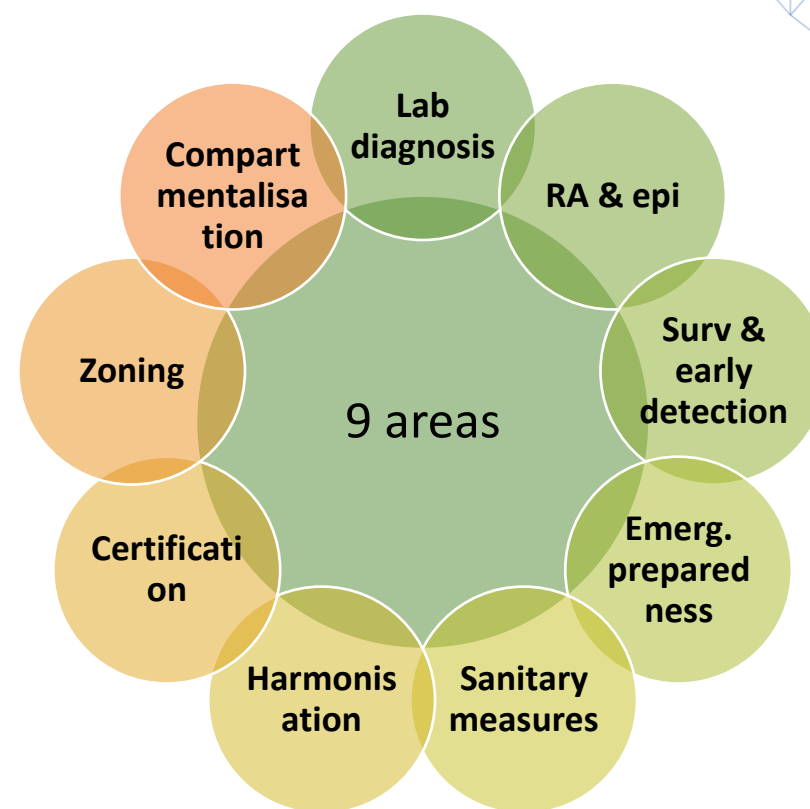 Lab
diagnosis
RA & epi
Surv &
early
detection
Emerg.
prepared
ness
Sanitary
measures
Harmonis
ation
Certificati
on
Zoning
Compart
mentalisa
tion
9 areas